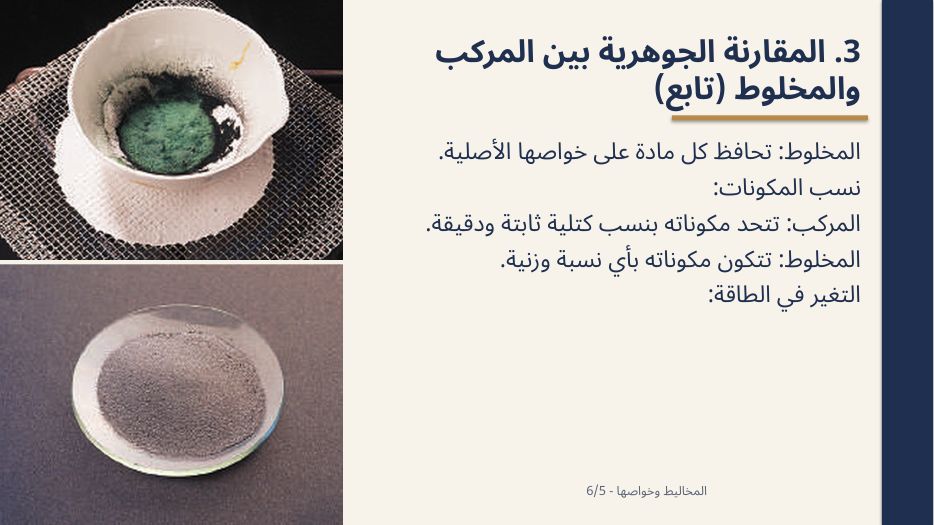 3. المقارنة الجوهرية بين المركب
والمخلوط (تابع)
المخلوط: تحافظ كل مادة على خواصها الأصلية.
نسب المكونات:
المركب: تتحد مكوناته بنسب كتلية ثابتة ودقيقة.
المخلوط: تتكون مكوناته بأي نسبة وزنية.
التغير في الطاقة:
المخاليط وخواصها - 6/5